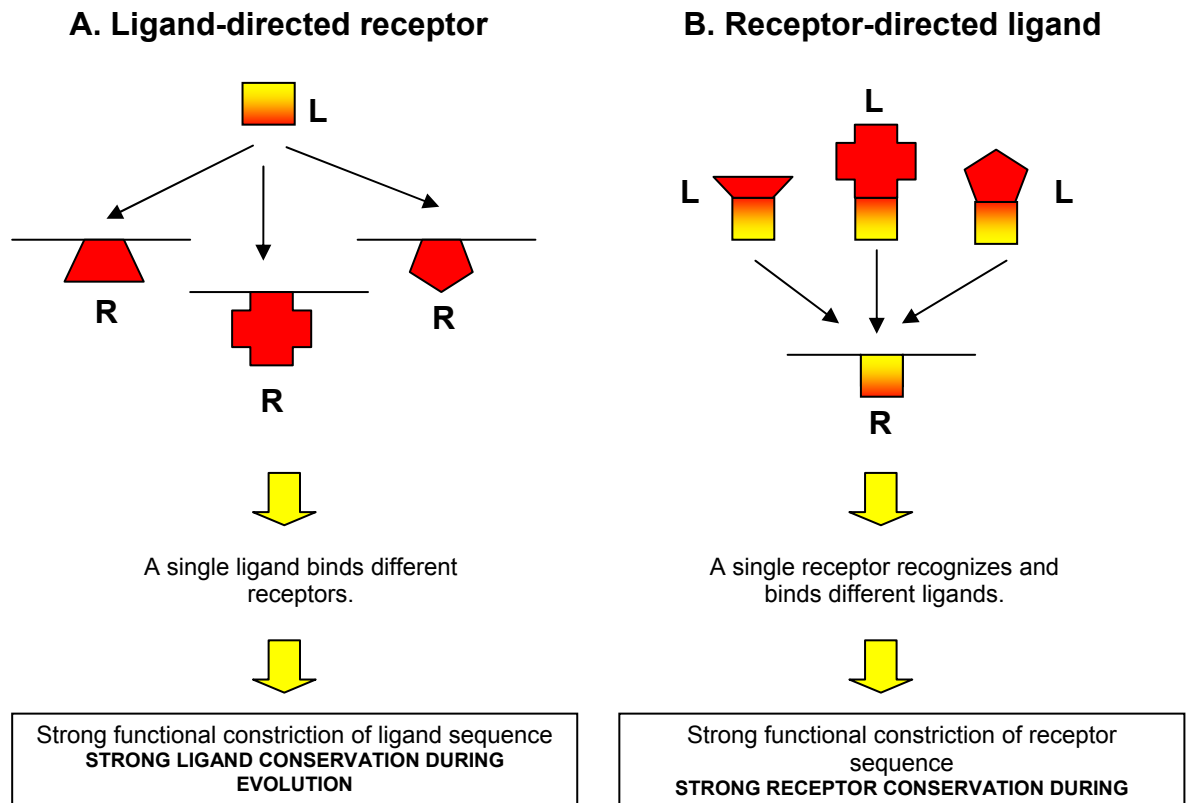 A. Ligand-directed receptor
L
R
R
R
A single ligand binds different
receptors.
Strong functional constriction of ligand sequence
STRONG LIGAND CONSERVATION DURING
EVOLUTION
B. Receptor-directed ligand
L
L
L
R
A single receptor recognizes and
binds different ligands.
Strong functional constriction of receptor
sequence
STRONG RECEPTOR CONSERVATION DURING